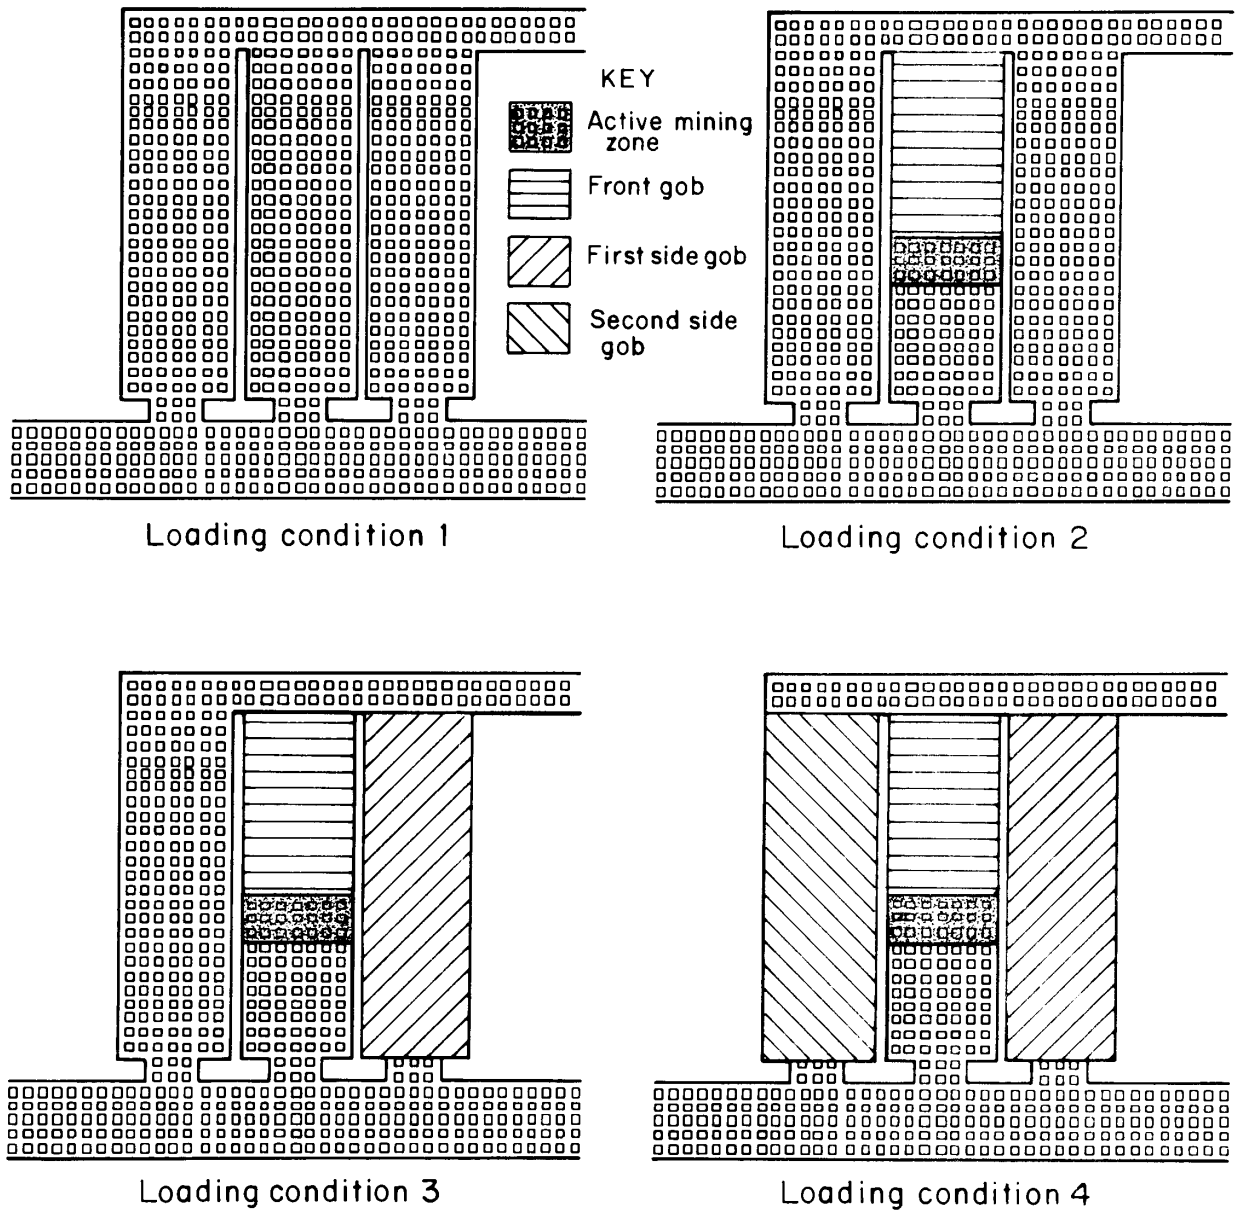 KEY
Active mining
zone
Front gob
First side gob
Second side
gob
Loading condition 1
Loading condition 2
Loading condition 3
Loading condition 4